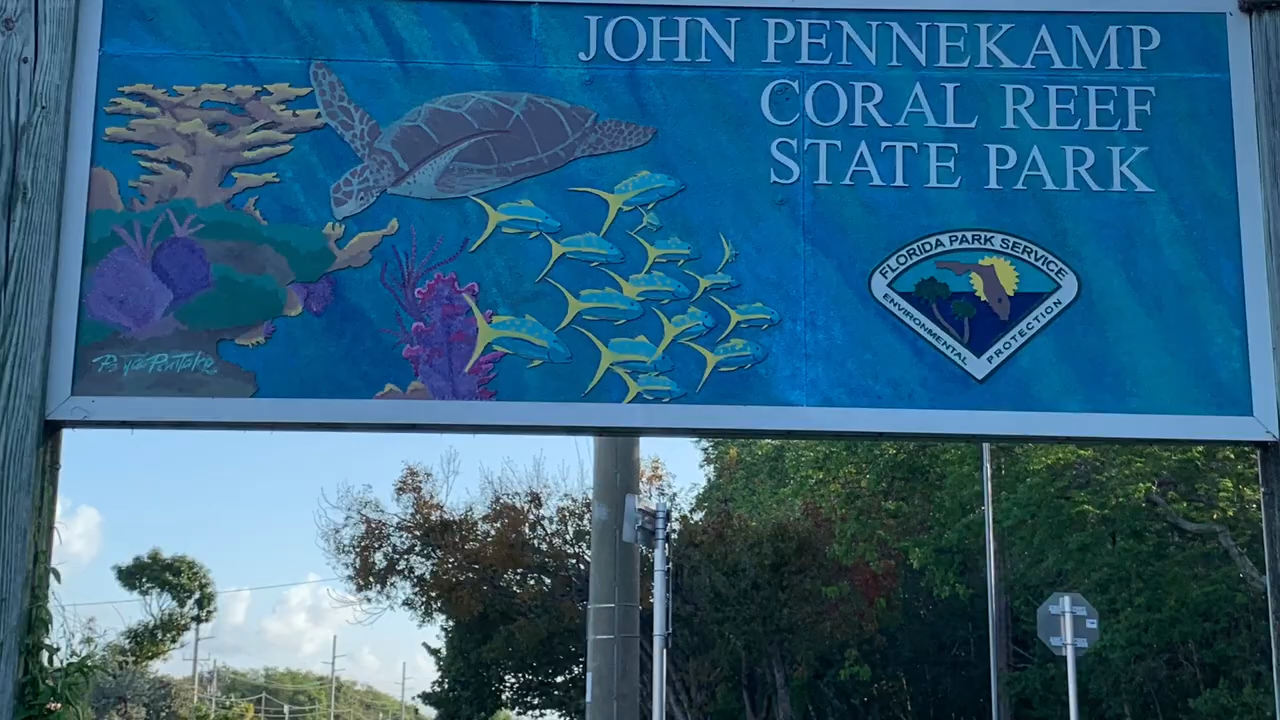 JOHN PENNEKAMP
CORAL REEF
STATE PARK
FLORIDA PARK SERVICE
ENVIRONMENTAL
PROTECTION